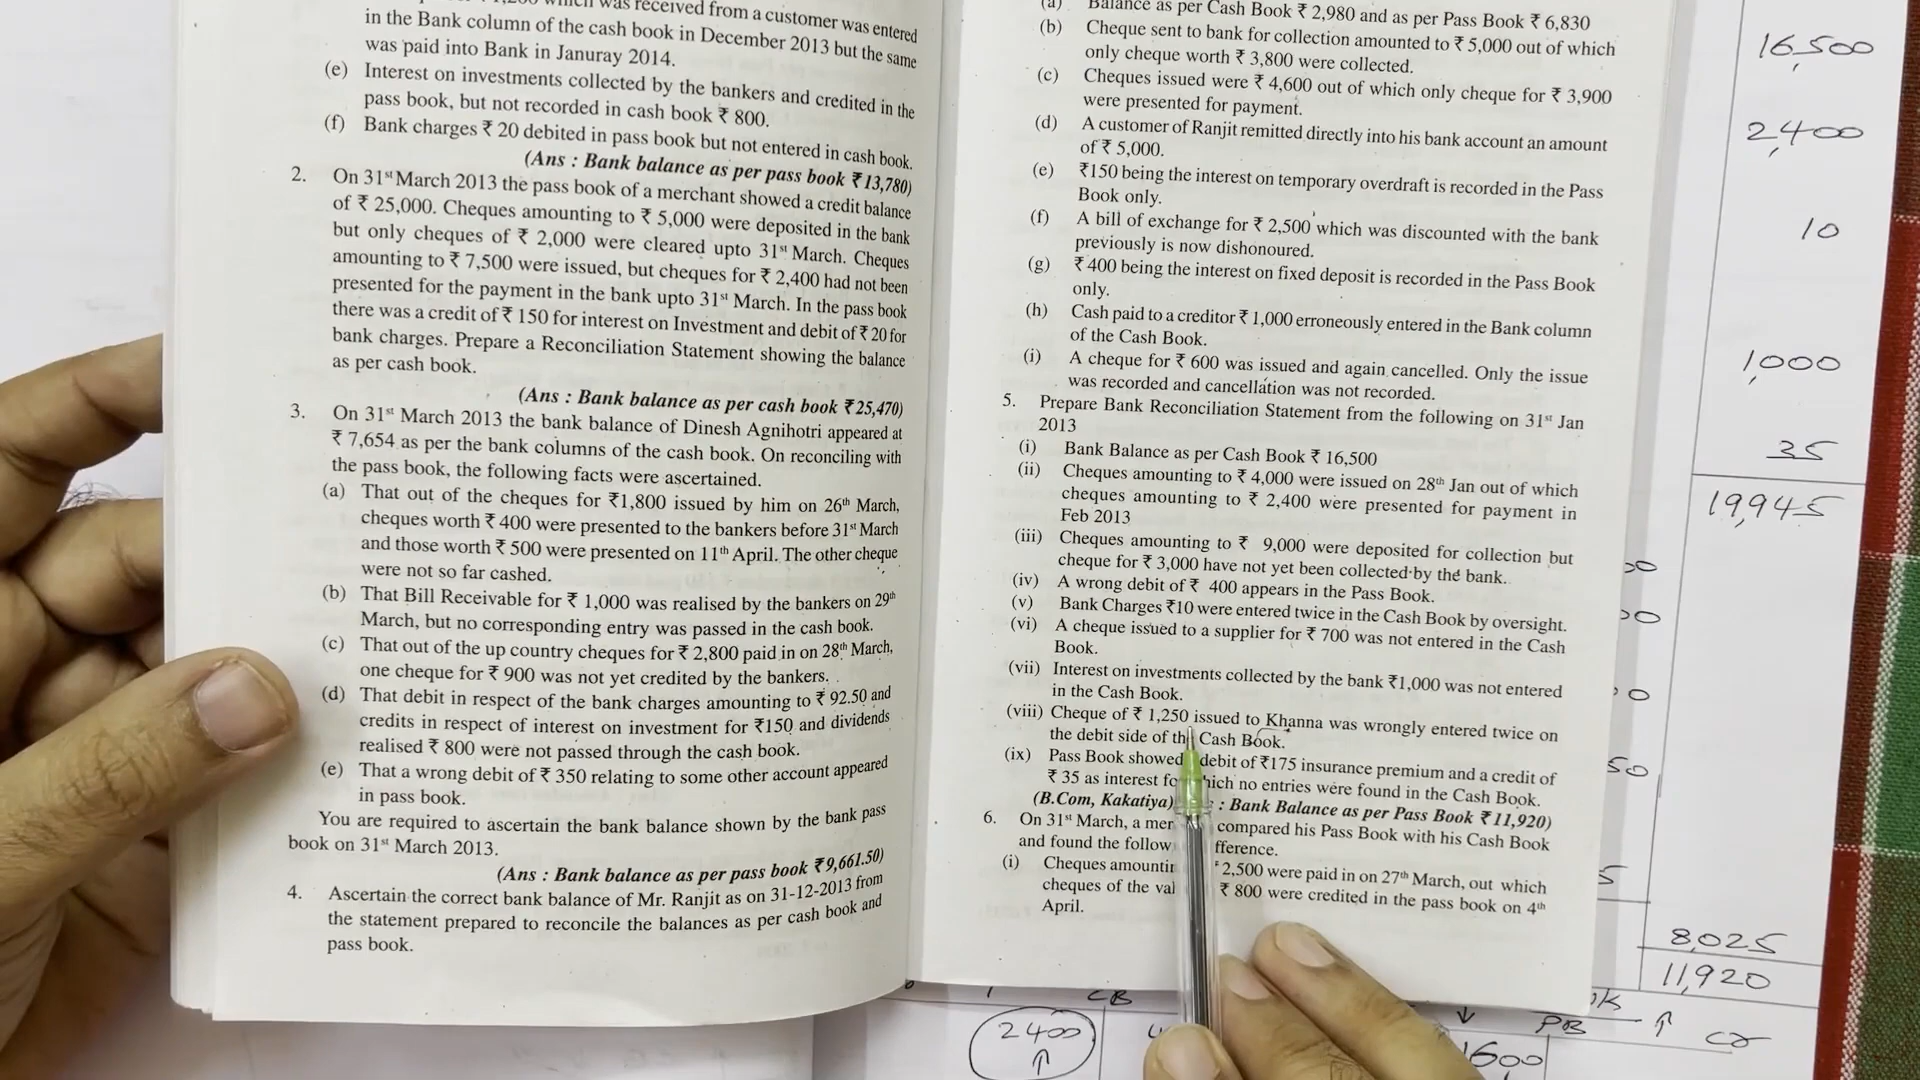 which was received from a customer was entered
in the Bank column of the cash book in December 2013 but the same
was paid into Bank in Januray 2014.
(e) Interest on investments collected by the bankers and credited in the
pass book, but not recorded in cash book ₹ 800.
(f) Bank charges ₹ 20 debited in pass book but not entered in cash book.
(Ans : Bank balance as per pass book ₹ 13,780)
2. On 31st March 2013 the pass book of a merchant showed a credit balance
of ₹ 25,000. Cheques amounting to ₹ 5,000 were deposited in the bank
but only cheques of ₹ 2,000 were cleared upto 31st March. Cheques
amounting to ₹ 7,500 were issued, but cheques for ₹ 2,400 had not been
presented for the payment in the bank upto 31st March. In the pass book
there was a credit of ₹ 150 for interest on Investment and debit of ₹ 20 for
bank charges. Prepare a Reconciliation Statement showing the balance
as per cash book.
(Ans : Bank balance as per cash book ₹ 25,470)
3. On 31st March 2013 the bank balance of Dinesh Agnihotri appeared at
₹ 7,654 as per the bank columns of the cash book. On reconciling with
the pass book, the following facts were ascertained.
(a) That out of the cheques for ₹1,800 issued by him on 26th March,
cheques worth ₹ 400 were presented to the bankers before 31st March
and those worth ₹ 500 were presented on 11th April. The other cheque
were not so far cashed.
(b) That Bill Receivable for ₹ 1,000 was realised by the bankers on 29th
March, but no corresponding entry was passed in the cash book.
(c) That out of the up country cheques for ₹ 2,800 paid in on 28th March,
one cheque for ₹ 900 was not yet credited by the bankers.
(d) That debit in respect of the bank charges amounting to ₹ 92.50 and
credits in respect of interest on investment for ₹150 and dividends
realised ₹ 800 were not passed through the cash book.
(e) That a wrong debit of ₹ 350 relating to some other account appeared
in pass book.
You are required to ascertain the bank balance shown by the bank pass
book on 31st March 2013.
(Ans : Bank balance as per pass book ₹ 9,661.50)
4. Ascertain the correct bank balance of Mr. Ranjit as on 31-12-2013 from
the statement prepared to reconcile the balances as per cash book and
pass book.
(a) Balance as per Cash Book ₹ 2,980 and as per Pass Book ₹ 6,830
(b) Cheque sent to bank for collection amounted to ₹ 5,000 out of which
only cheque worth ₹ 3,800 were collected.
(c) Cheques issued were ₹ 4,600 out of which only cheque for ₹ 3,900
were presented for payment.
(d) A customer of Ranjit remitted directly into his bank account an amount
of ₹ 5,000.
(e) ₹150 being the interest on temporary overdraft is recorded in the Pass
Book only.
(f) A bill of exchange for ₹ 2,500 which was discounted with the bank
previously is now dishonoured.
(g) ₹ 400 being the interest on fixed deposit is recorded in the Pass Book
only.
(h) Cash paid to a creditor ₹ 1,000 erroneously entered in the Bank column
of the Cash Book.
(i) A cheque for ₹ 600 was issued and again cancelled. Only the issue
was recorded and cancellation was not recorded.
5. Prepare Bank Reconciliation Statement from the following on 31st Jan
2013
(i) Bank Balance as per Cash Book ₹ 16,500
(ii) Cheques amounting to ₹ 4,000 were issued on 28th Jan out of which
cheques amounting to ₹ 2,400 were presented for payment in
Feb 2013
(iii) Cheques amounting to ₹ 9,000 were deposited for collection but
cheque for ₹ 3,000 have not yet been collected by the bank.
(iv) A wrong debit of ₹ 400 appears in the Pass Book.
(v) Bank Charges ₹10 were entered twice in the Cash Book by oversight.
(vi) A cheque issued to a supplier for ₹ 700 was not entered in the Cash
Book.
(vii) Interest on investments collected by the bank ₹1,000 was not entered
in the Cash Book.
(viii) Cheque of ₹ 1,250 issued to Khanna was wrongly entered twice on
the debit side of the Cash Book.
(ix) Pass Book showed debit of ₹175 insurance premium and a credit of
₹ 35 as interest for which no entries were found in the Cash Book.
(B.Com, Kakatiya) : Bank Balance as per Pass Book ₹ 11,920)
6. On 31st March, a mer compared his Pass Book with his Cash Book
and found the follow fference.
(i) Cheques amountin 2,500 were paid in on 27th March, out which
cheques of the val ₹ 800 were credited in the pass book on 4th
April.
16,500
2,400
10
1,000
35
19,945
50
8,025
11,920
CB
2400
↑
↓
PB ↑ Cr
1600